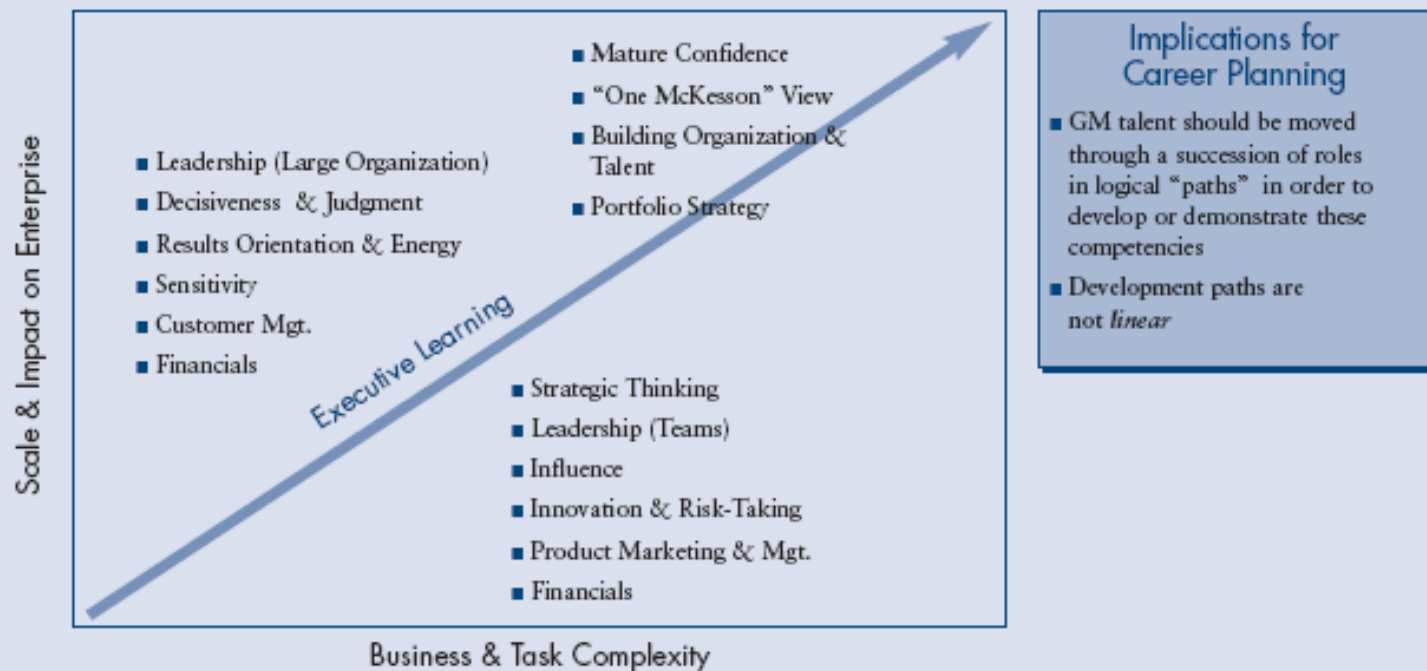 Scale & Impact on Enterprise
■ Mature Confidence
■ “One McKesson” View
■ Building Organization &
Talent
■ Portfolio Strategy
■ Leadership (Large Organization)
■ Decisiveness & Judgment
■ Results Orientation & Energy
■ Sensitivity
■ Customer Mgt.
■ Financials
Executive Learning
■ Strategic Thinking
■ Leadership (Teams)
■ Influence
■ Innovation & Risk-Taking
■ Product Marketing & Mgt.
■ Financials
Business & Task Complexity
Implications for
Career Planning
■ GM talent should be moved
through a succession of roles
in logical “paths” in order to
develop or demonstrate these
competencies
■ Development paths are
not linear